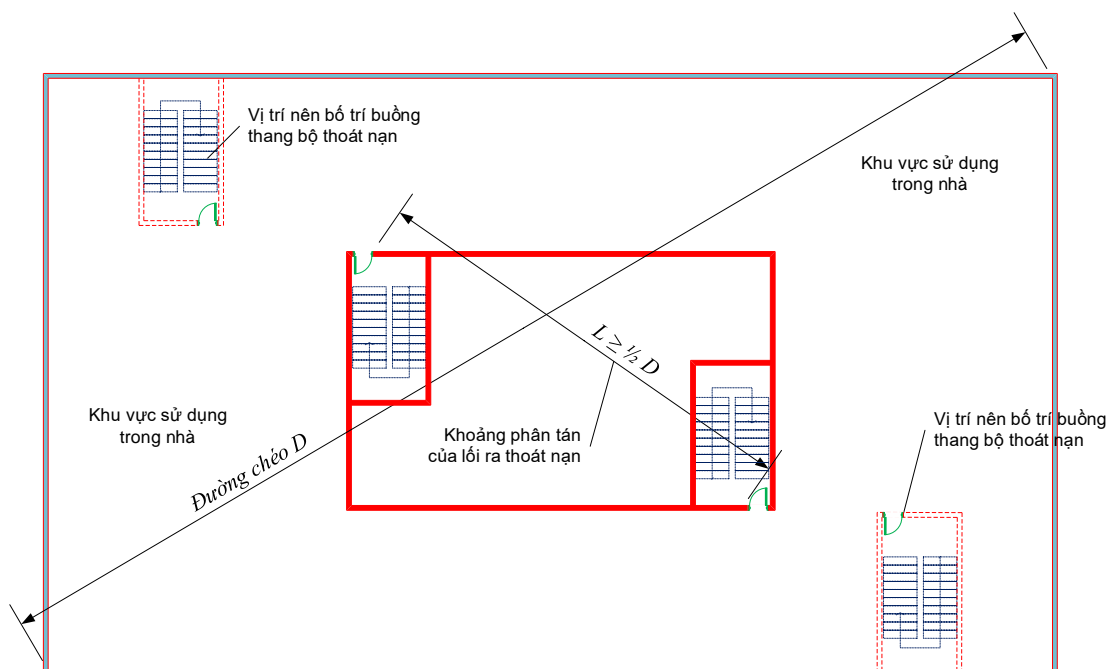 Vị trí nên bố trí buồng
thang bộ thoát nạn
Khu vực sử dụng
trong nhà
L ≥ ½ D
Khu vực sử dụng
trong nhà
Khoảng phân tán
của lối ra thoát nạn
Vị trí nên bố trí buồng
thang bộ thoát nạn
Đường chéo D